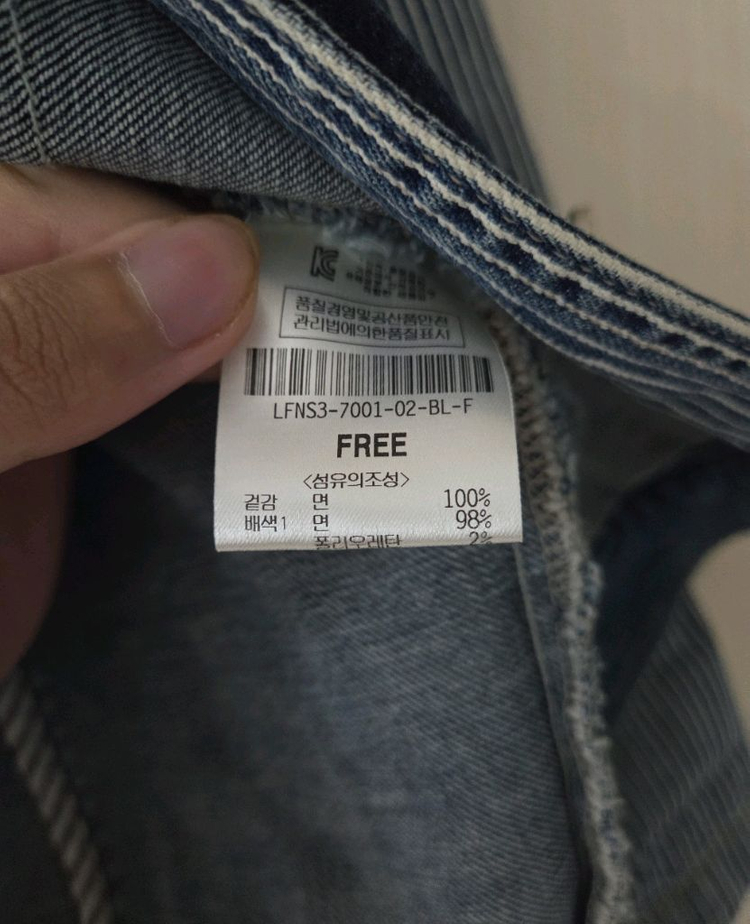 품질경영및공산품안전
관리법에의한품질표시
LFNS3-7001-02-BL-F
FREE
<섬유의조성>
겉감 면 100%
배색1 면 98%
폴리우레탄 2%